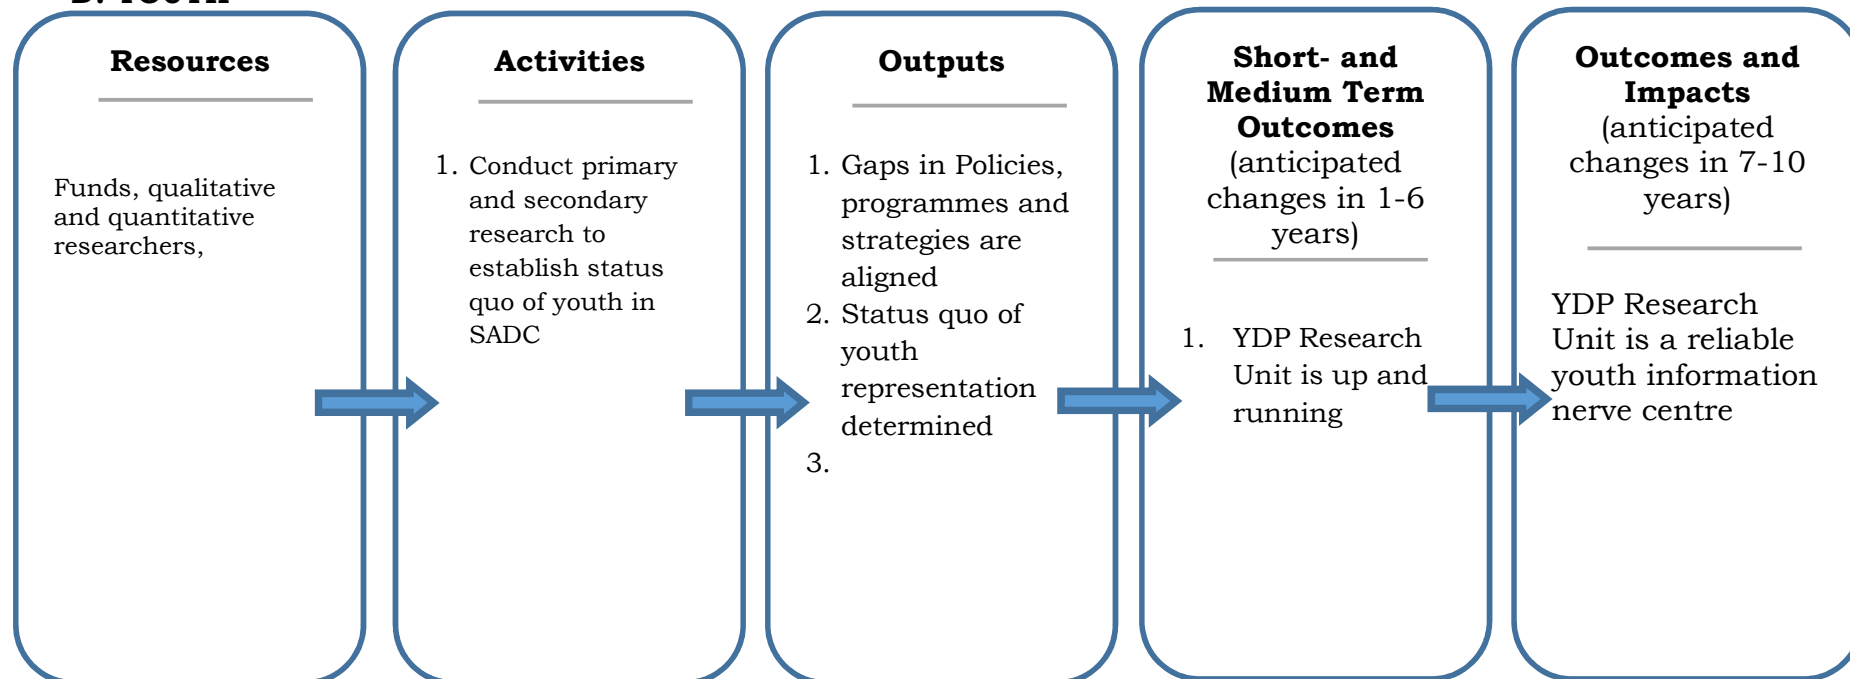 Resources
Funds, qualitative
and quantitative
researchers,
Activities
1. Conduct primary
and secondary
research to
establish status
quo of youth in
SADC
Outputs
1. Gaps in Policies,
programmes and
strategies are
aligned
2. Status quo of
youth
representation
determined
3.
Short- and
Medium Term
Outcomes
(anticipated
changes in 1-6
years)
1. YDP Research
Unit is up and
running
Outcomes and
Impacts
(anticipated
changes in 7-10
years)
YDP Research
Unit is a reliable
youth information
nerve centre